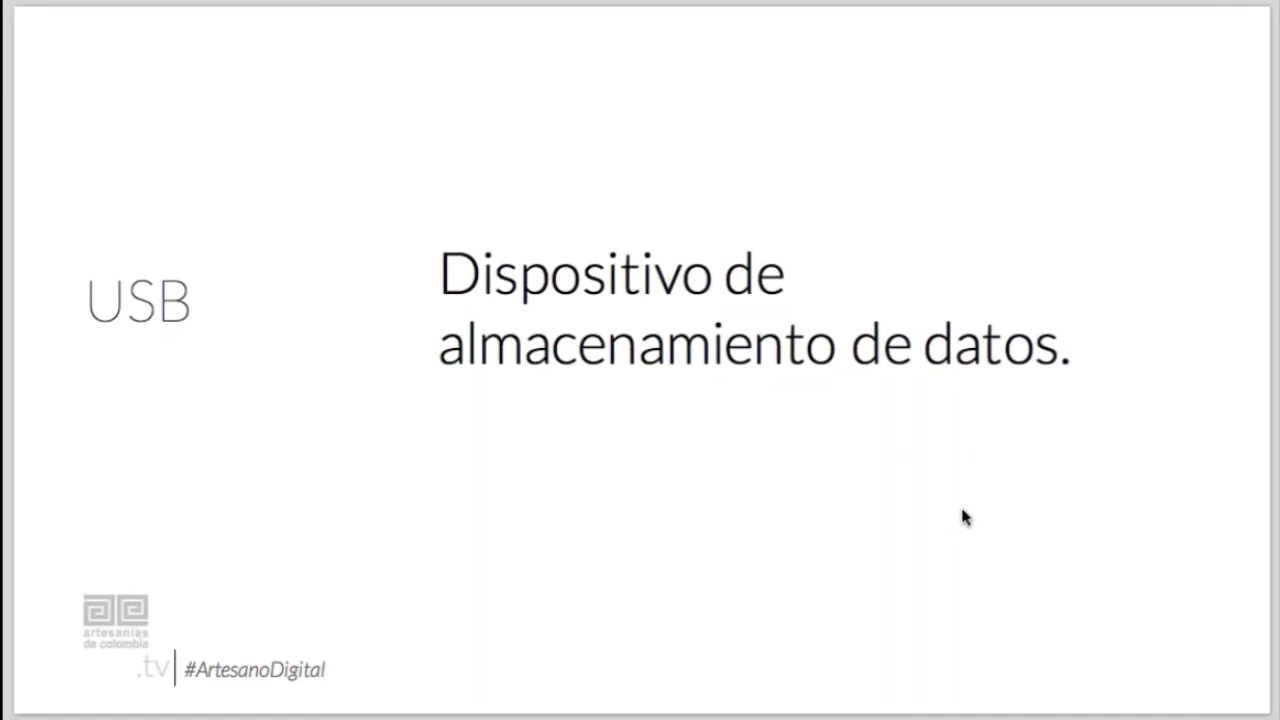 USB
Dispositivo de
almacenamiento de datos.
artesanías
de colombia
.tv
#ArtesanoDigital